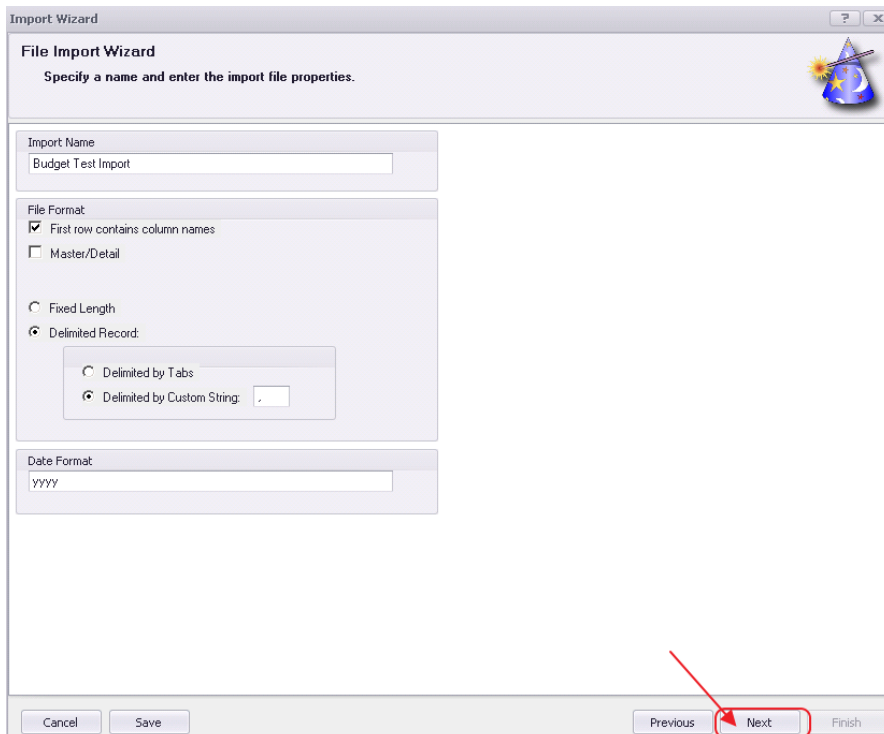 Import Wizard
File Import Wizard
Specify a name and enter the import file properties.
Import Name
Budget Test Import
File Format
First row contains column names
Master/Detail
Fixed Length
Delimited Record:
Delimited by Tabs
Delimited by Custom String: ,
Date Format
yyyy
Cancel Save Previous Next Finish